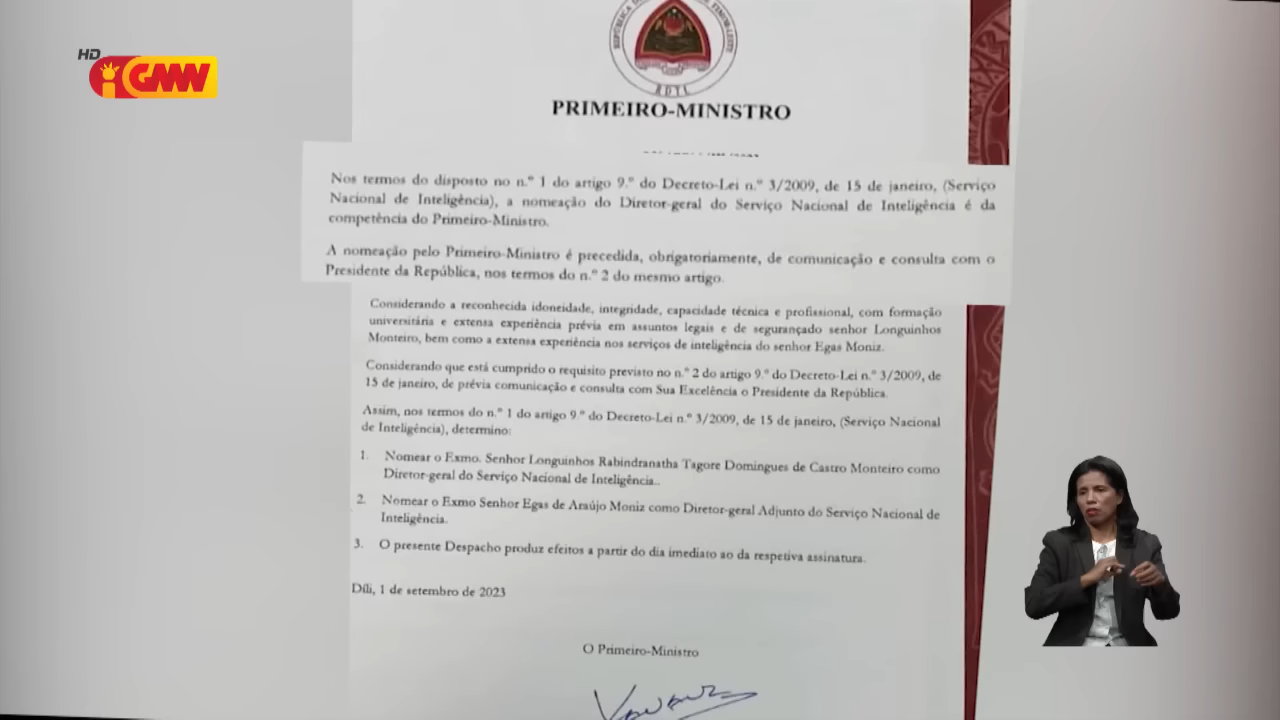 HD
GMN
PRIMEIRO-MINISTRO
Nos termos do disposto no n.º 1 do artigo 9.º do Decreto-Lei n.º 3/2009, de 15 de janeiro, (Serviço
Nacional de Inteligência), a nomeação do Diretor-geral do Serviço Nacional de Inteligência é da
competência do Primeiro-Ministro.
A nomeação pelo Primeiro-Ministro é precedida, obrigatoriamente, de comunicação e consulta com o
Presidente da República, nos termos do n.º 2 do mesmo artigo.
Considerando a reconhecida idoneidade, integridade, capacidade técnica e profissional, com formação
universitária e extensa experiência prévia em assuntos legais e de segurançado senhor Longuinhos
Monteiro, bem como a extensa experiência nos serviços de inteligência do senhor Egas Moniz.
Considerando que está cumprido o requisito previsto no n.º 2 do artigo 9.º do Decreto-Lei n.º 3/2009, de
15 de janeiro, de prévia comunicação e consulta com Sua Excelência o Presidente da República.
Assim, nos termos do n.º 1 do artigo 9.º do Decreto-Lei n.º 3/2009, de 15 de janeiro, (Serviço Nacional
de Inteligência), determino:
1. Nomear o Exmo. Senhor Longuinhos Rabindranatha Tagore Domingues de Castro Monteiro como
Diretor-geral do Serviço Nacional de Inteligência..
2. Nomear o Exmo Senhor Egas de Araújo Moniz como Diretor-geral Adjunto do Serviço Nacional de
Inteligência.
3. O presente Despacho produz efeitos a partir do dia imediato ao da respetiva assinatura.
Díli, 1 de setembro de 2023
O Primeiro-Ministro